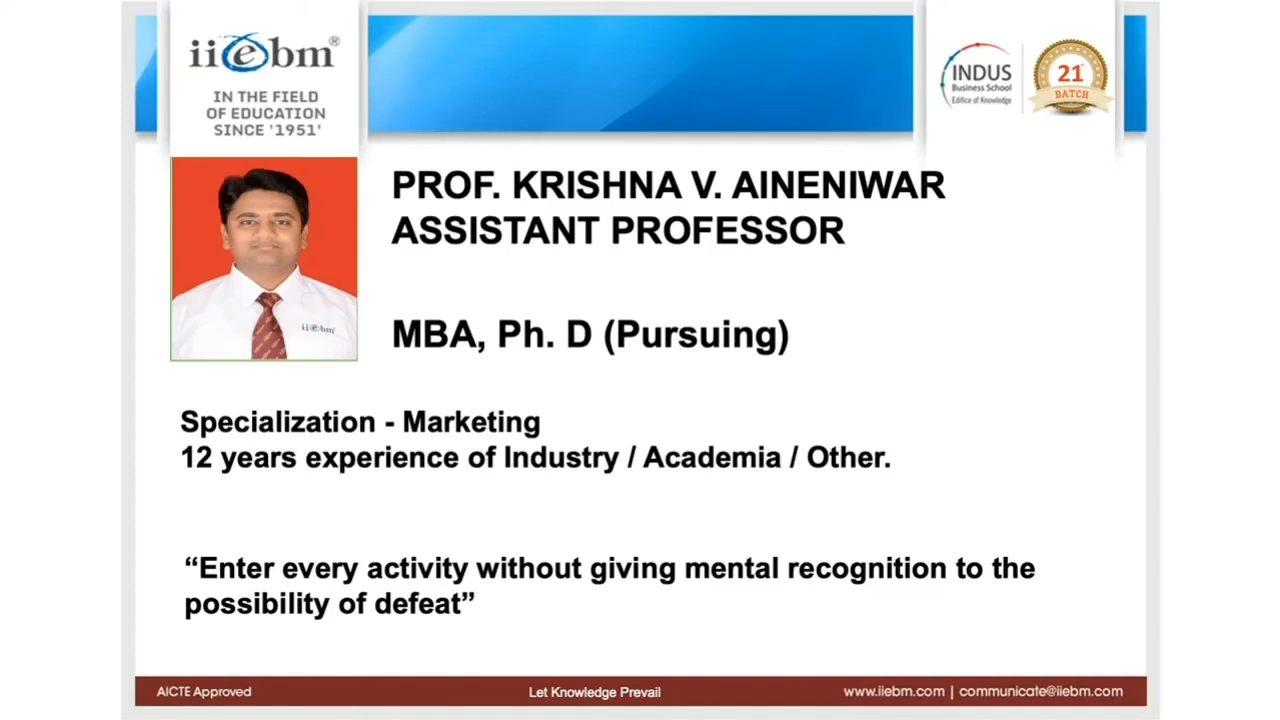 iiebm®
IN THE FIELD
OF EDUCATION
SINCE '1951'
INDUS
Business School
Edifice of Knowledge
21
BATCH
PROF. KRISHNA V. AINENIWAR
ASSISTANT PROFESSOR
MBA, Ph. D (Pursuing)
iiebm
Specialization - Marketing
12 years experience of Industry / Academia / Other.
“Enter every activity without giving mental recognition to the
possibility of defeat”
AICTE Approved
Let Knowledge Prevail
www.iiebm.com | communicate@iiebm.com